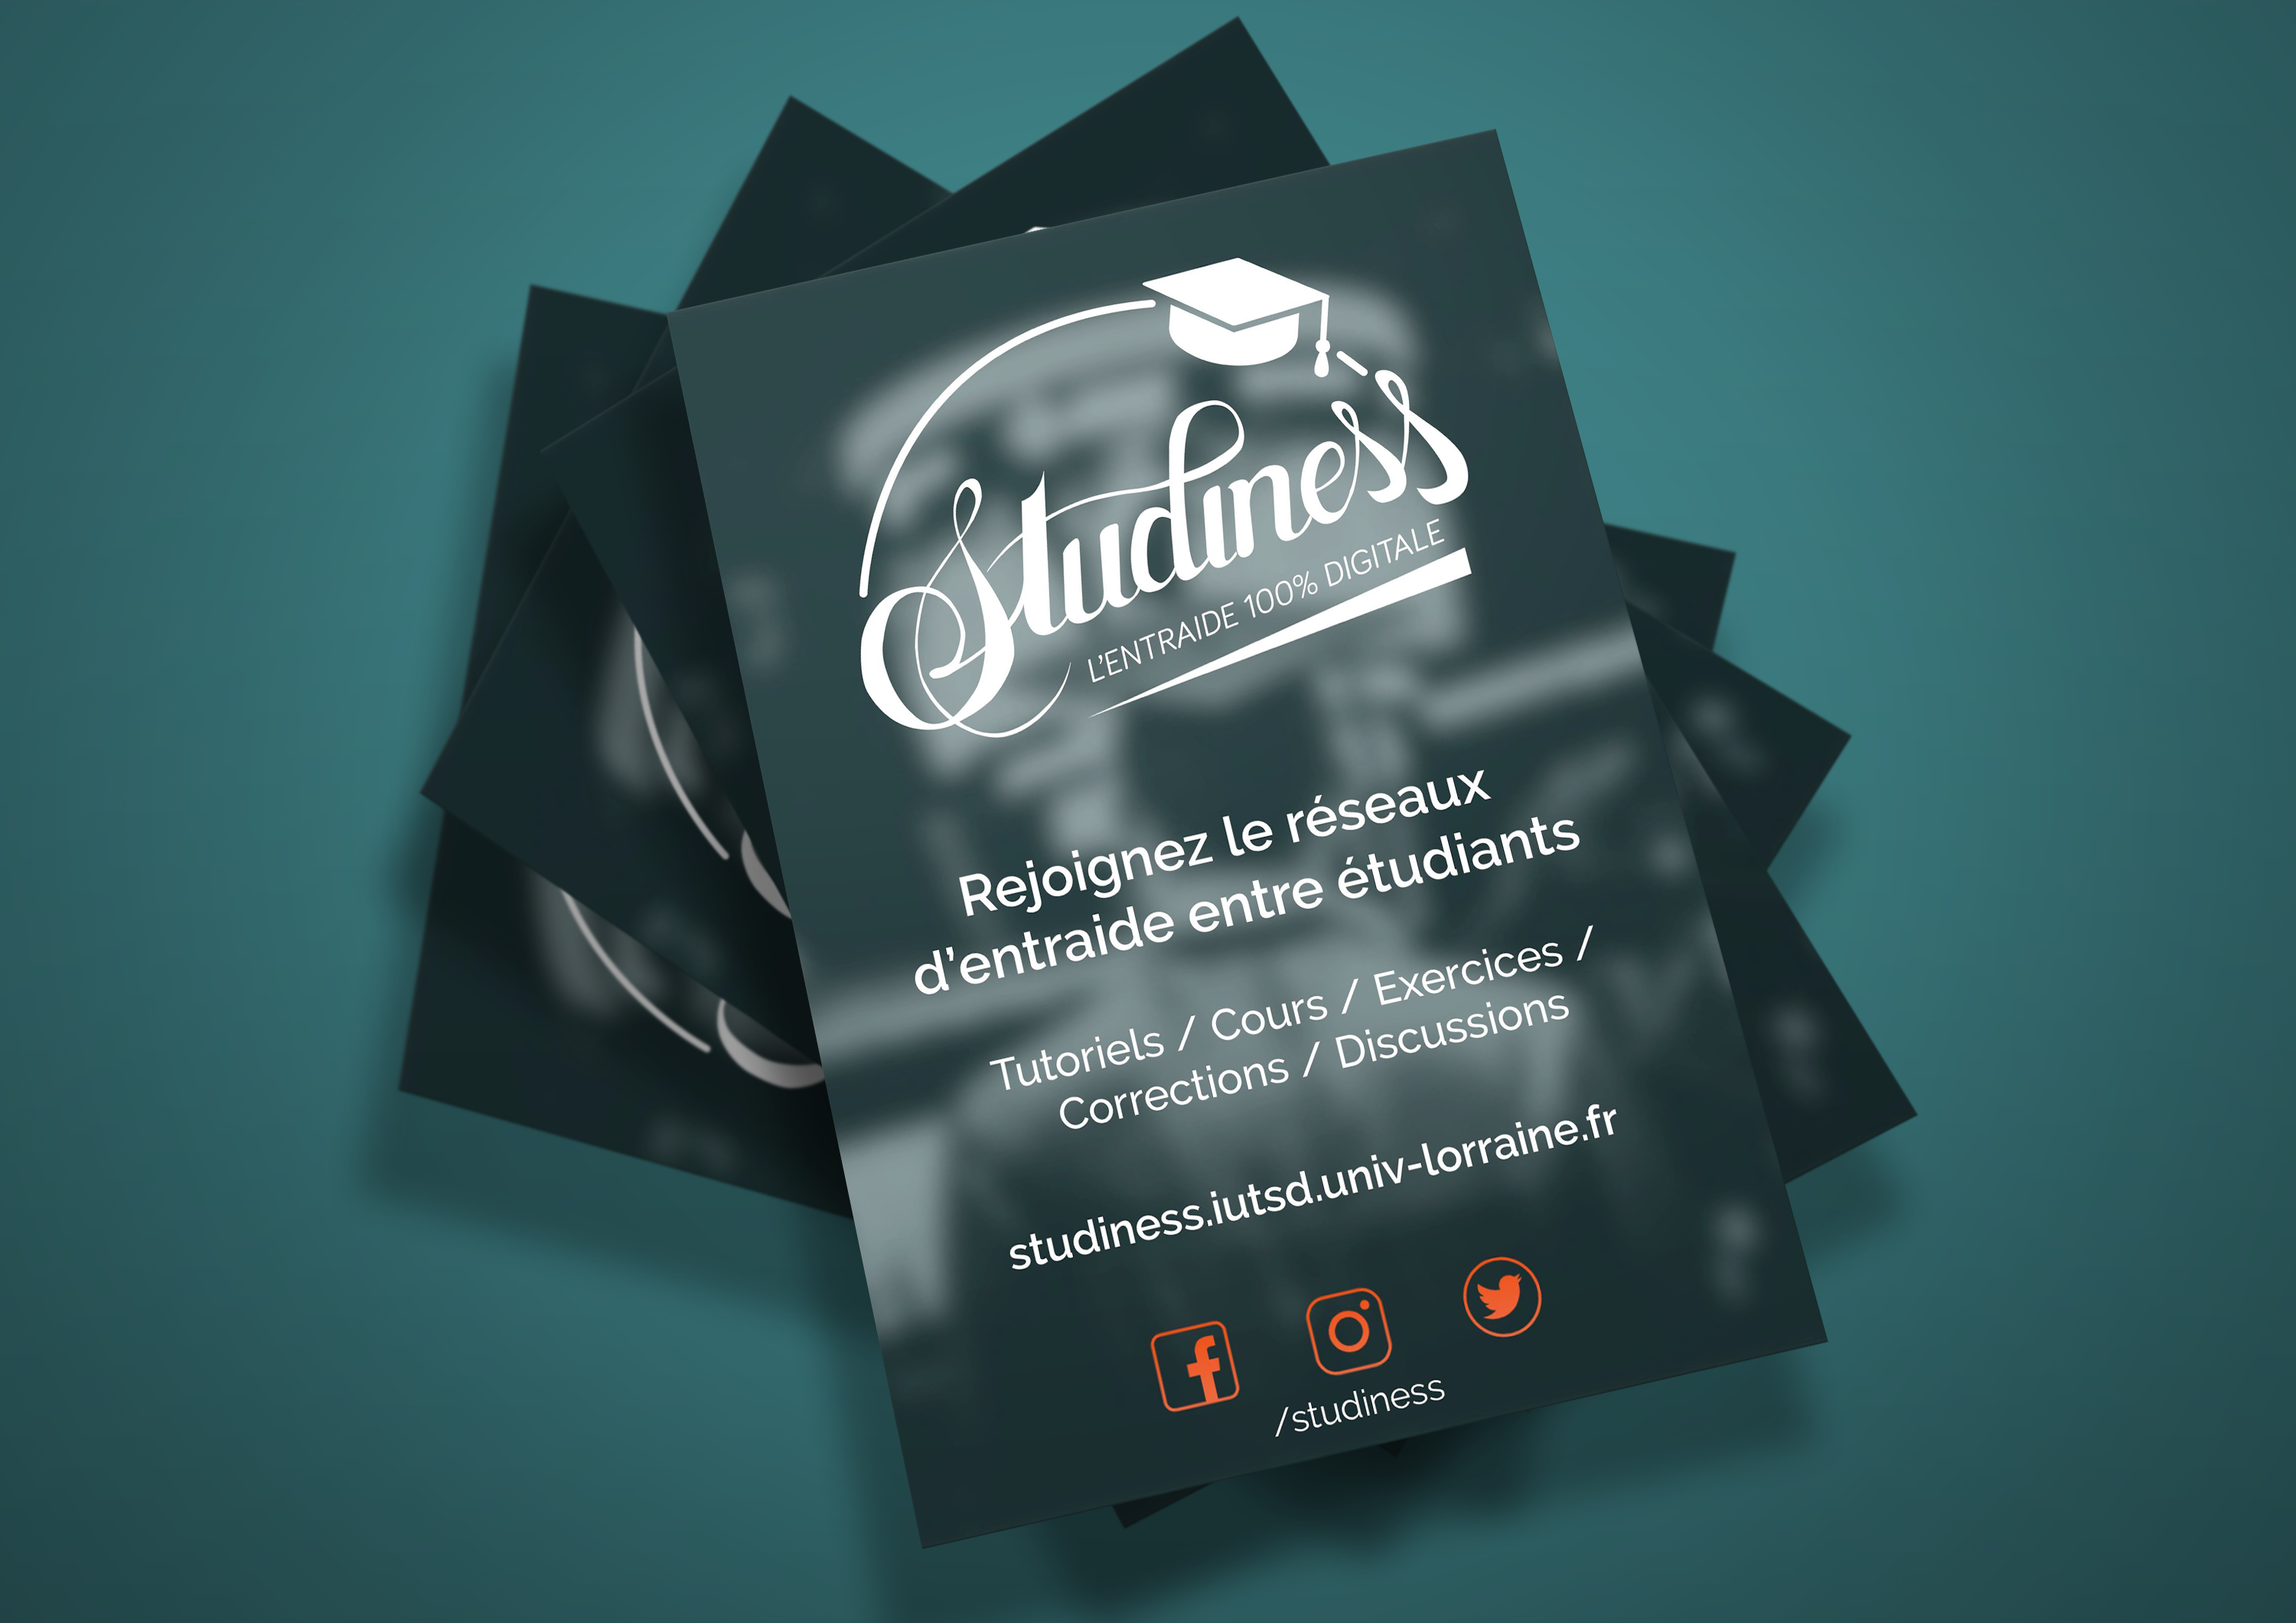 Studiness
L'ENTRAIDE 100% DIGITALE
Rejoignez le réseaux
d'entraide entre étudiants
Tutoriels / Cours / Exercices /
Corrections / Discussions
studiness.iutsd.univ-lorraine.fr
/studiness